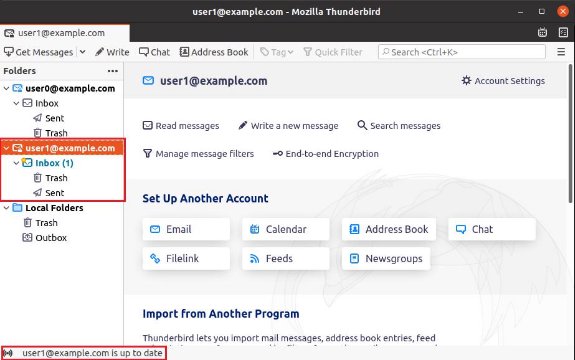 user1@example.com - Mozilla Thunderbird
user1@example.com
Get Messages Write Chat Address Book Tag Quick Filter Search <Ctrl+K>
Folders
user0@example.com
Inbox
Sent
Trash
user1@example.com
Inbox (1)
Trash
Sent
Local Folders
Trash
Outbox
user1@example.com Account Settings
Read messages Write a new message Search messages
Manage message filters End-to-end Encryption
Set Up Another Account
Email Calendar Address Book Chat
Filelink Feeds Newsgroups
Import from Another Program
Thunderbird lets you import mail messages, address book entries, feed
user1@example.com is up to date